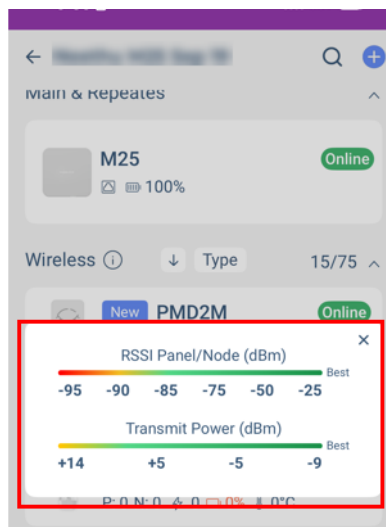 Main & Repeates
M25
Online
100%
Wireless
Type
15/75
New PMD2M
Online
RSSI Panel/Node (dBm)
Best
-95 -90 -85 -75 -50 -25
Transmit Power (dBm)
Best
+14 +5 -5 -9
P: 0 N: 0 0 0% 0°C